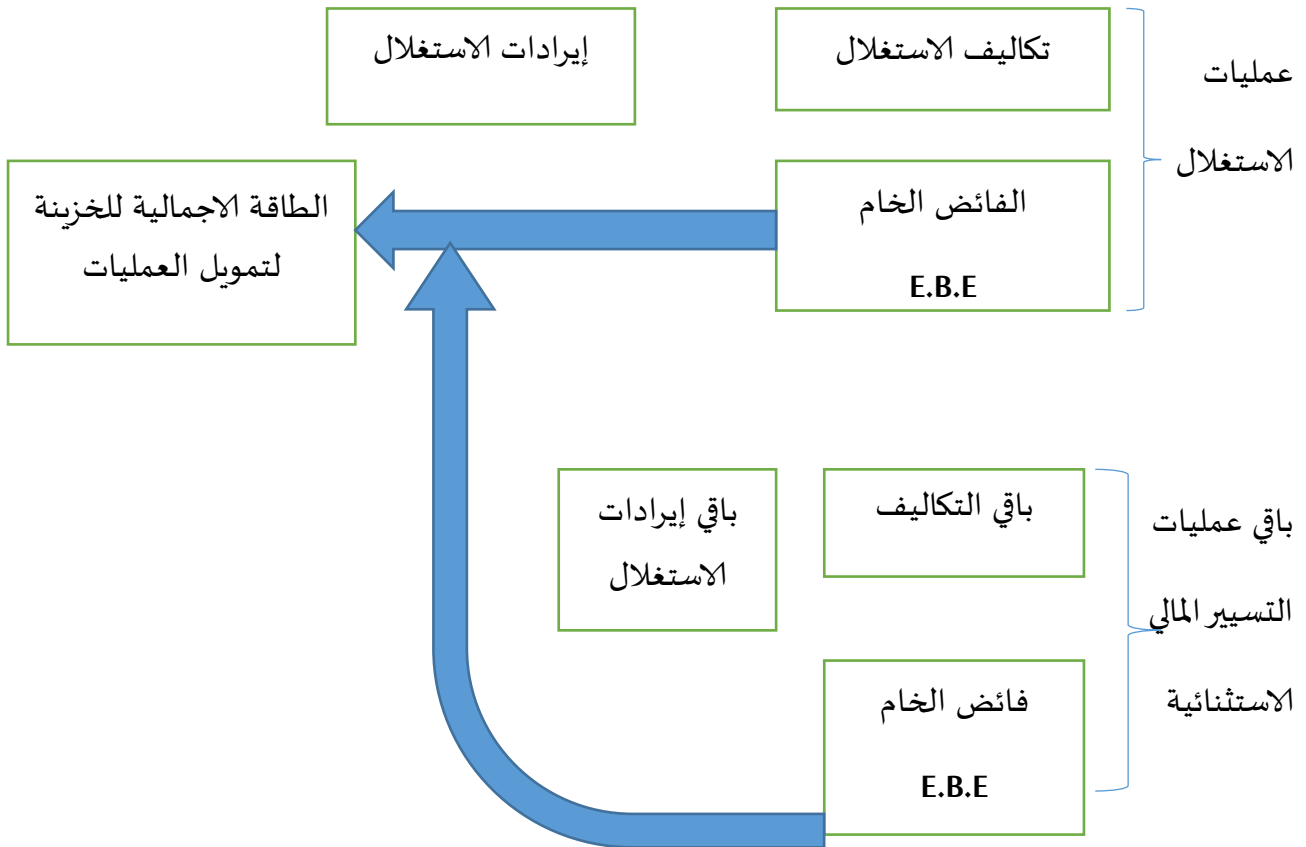 عمليات
الاستغلال
تكاليف الاستغلال
إيرادات الاستغلال
الفائض الخام
E.B.E
الطاقة الاجمالية للخزينة
لتمويل العمليات
باقي عمليات
التسيير المالي
الاستثنائية
باقي التكاليف
باقي إيرادات
الاستغلال
فائض الخام
E.B.E